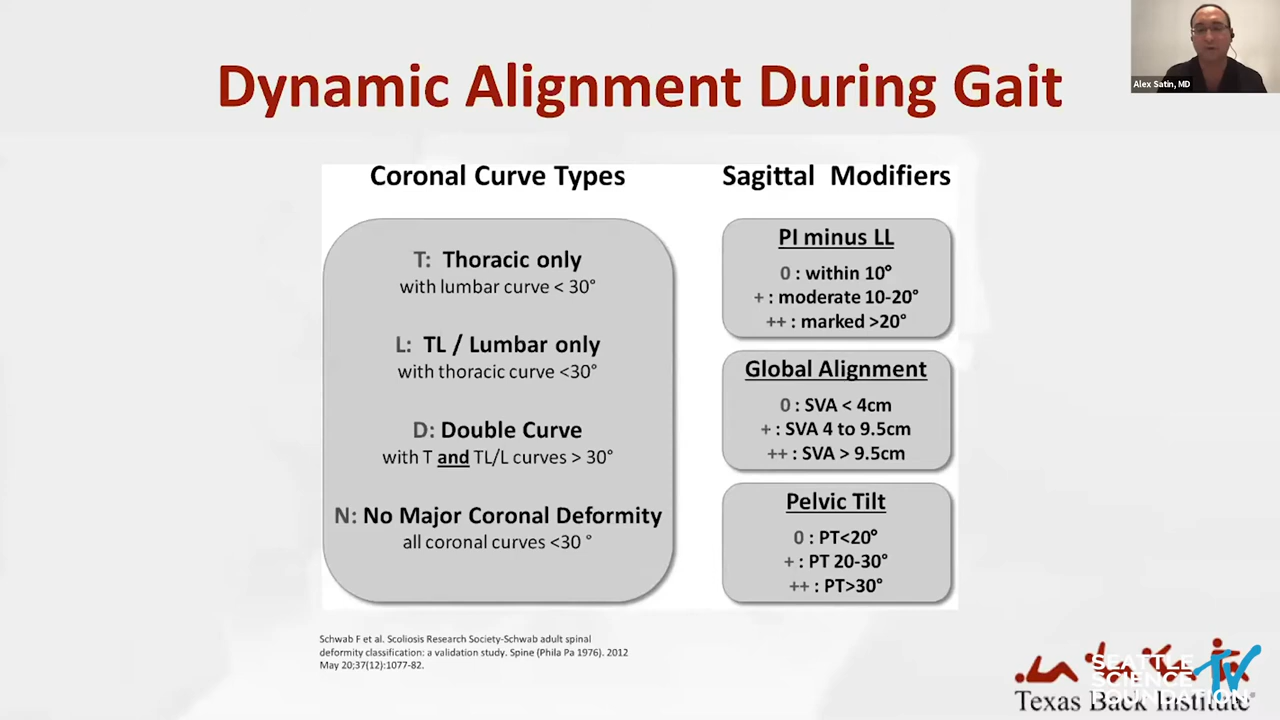 Alex Satin, MD
Dynamic Alignment During Gait
Coronal Curve Types
T: Thoracic only
with lumbar curve < 30°
L: TL / Lumbar only
with thoracic curve <30°
D: Double Curve
with T and TL/L curves > 30°
N: No Major Coronal Deformity
all coronal curves <30 °
Sagittal Modifiers
PI minus LL
0 : within 10°
+ : moderate 10-20°
++ : marked >20°
Global Alignment
0 : SVA < 4cm
+ : SVA 4 to 9.5cm
++ : SVA > 9.5cm
Pelvic Tilt
0 : PT<20°
+ : PT 20-30°
++ : PT>30°
Schwab F et al. Scoliosis Research Society-Schwab adult spinal
deformity classification: a validation study. Spine (Phila Pa 1976). 2012
May 20;37(12):1077-82.
SEATTLE
SCIENCE
FOUNDATION
TV
Texas Back Institute